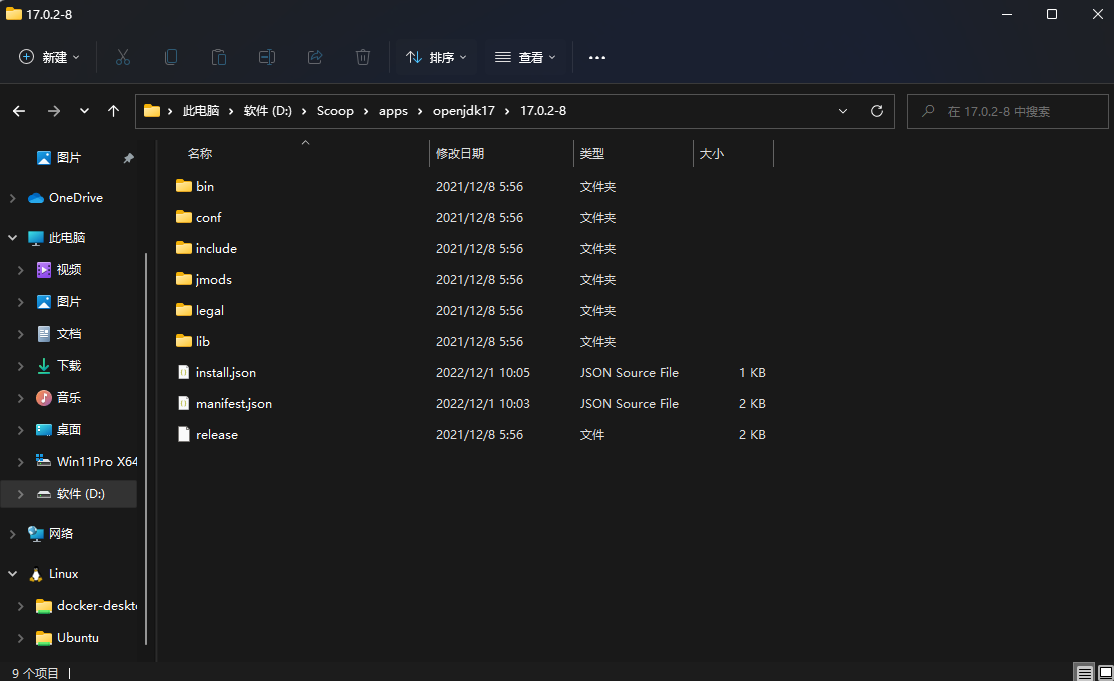 17.0.2-8
新建 排序 查看
此电脑 软件 (D:) Scoop apps openjdk17 17.0.2-8 在 17.0.2-8 中搜索
图片
OneDrive
此电脑
视频
图片
文档
下载
音乐
桌面
Win11Pro X64
软件 (D:)
网络
Linux
docker-deskt
Ubuntu
名称 修改日期 类型 大小
bin 2021/12/8 5:56 文件夹
conf 2021/12/8 5:56 文件夹
include 2021/12/8 5:56 文件夹
jmods 2021/12/8 5:56 文件夹
legal 2021/12/8 5:56 文件夹
lib 2021/12/8 5:56 文件夹
install.json 2022/12/1 10:05 JSON Source File 1 KB
manifest.json 2022/12/1 10:03 JSON Source File 2 KB
release 2021/12/8 5:56 文件 2 KB
9 个项目